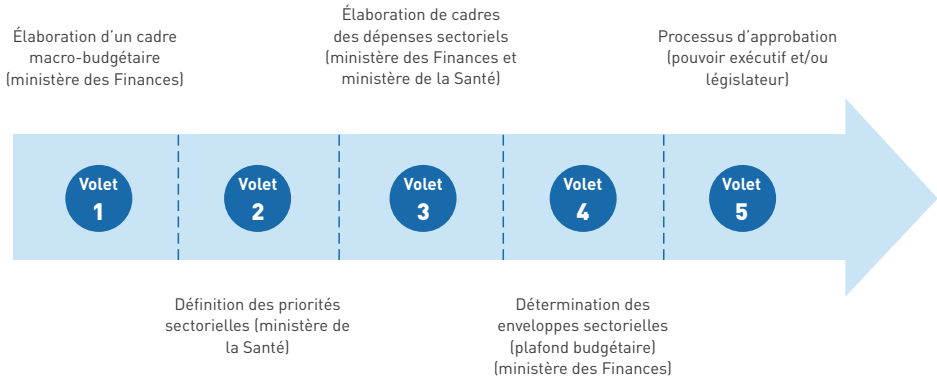 Élaboration d’un cadre
macro-budgétaire
(ministère des Finances)
Élaboration de cadres
des dépenses sectoriels
(ministère des Finances et
ministère de la Santé)
Processus d’approbation
(pouvoir exécutif et/ou
législateur)
Volet
1
Volet
2
Volet
3
Volet
4
Volet
5
Définition des priorités
sectorielles (ministère de
la Santé)
Détermination des
enveloppes sectorielles
(plafond budgétaire)
(ministère des Finances)